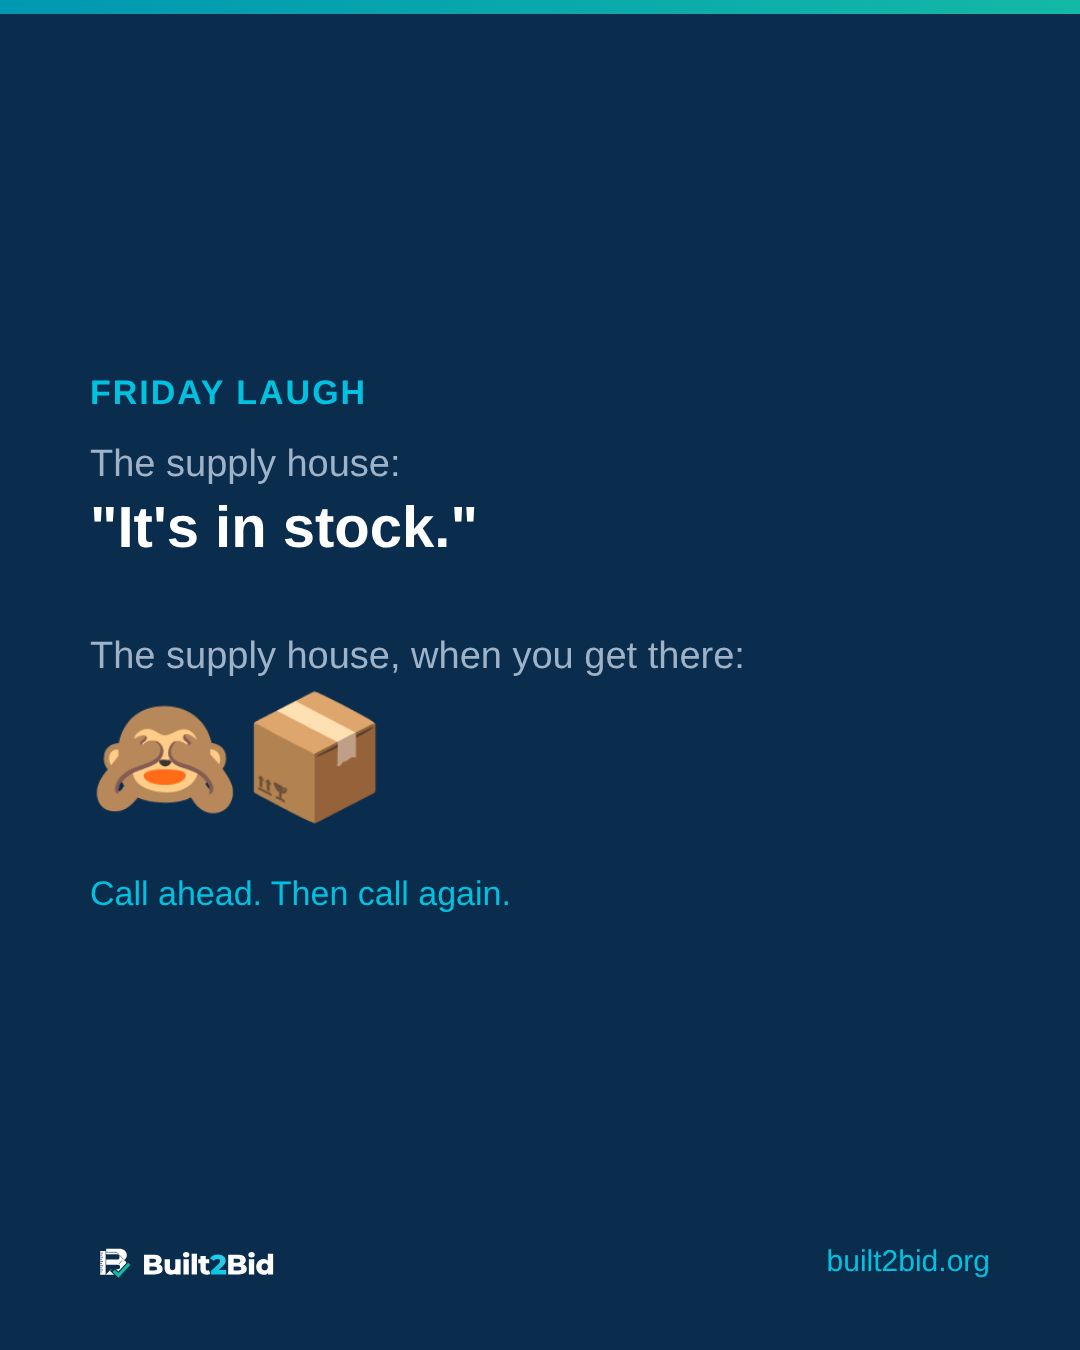 FRIDAY LAUGH
The supply house:
"It's in stock."
The supply house, when you get there:
Call ahead. Then call again.
Built2Bid
built2bid.org